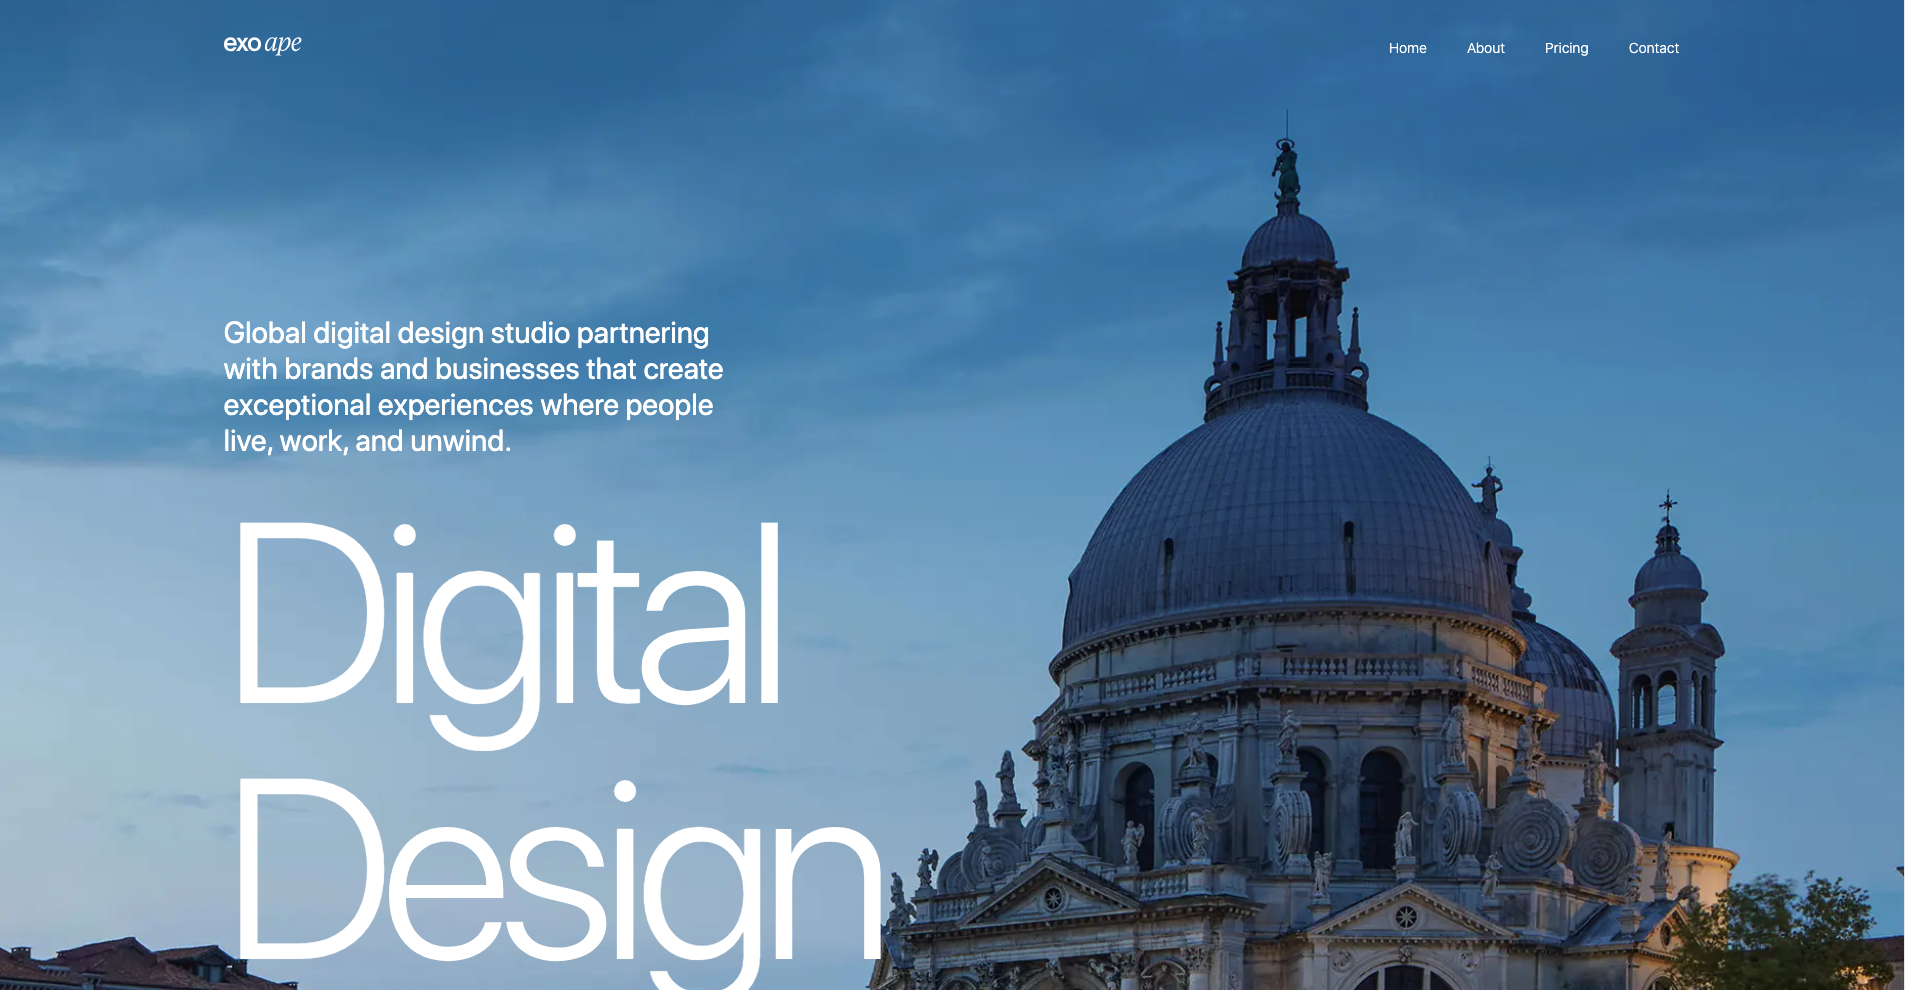 exo ape
Home About Pricing Contact
Global digital design studio partnering
with brands and businesses that create
exceptional experiences where people
live, work, and unwind.
Digital
Design